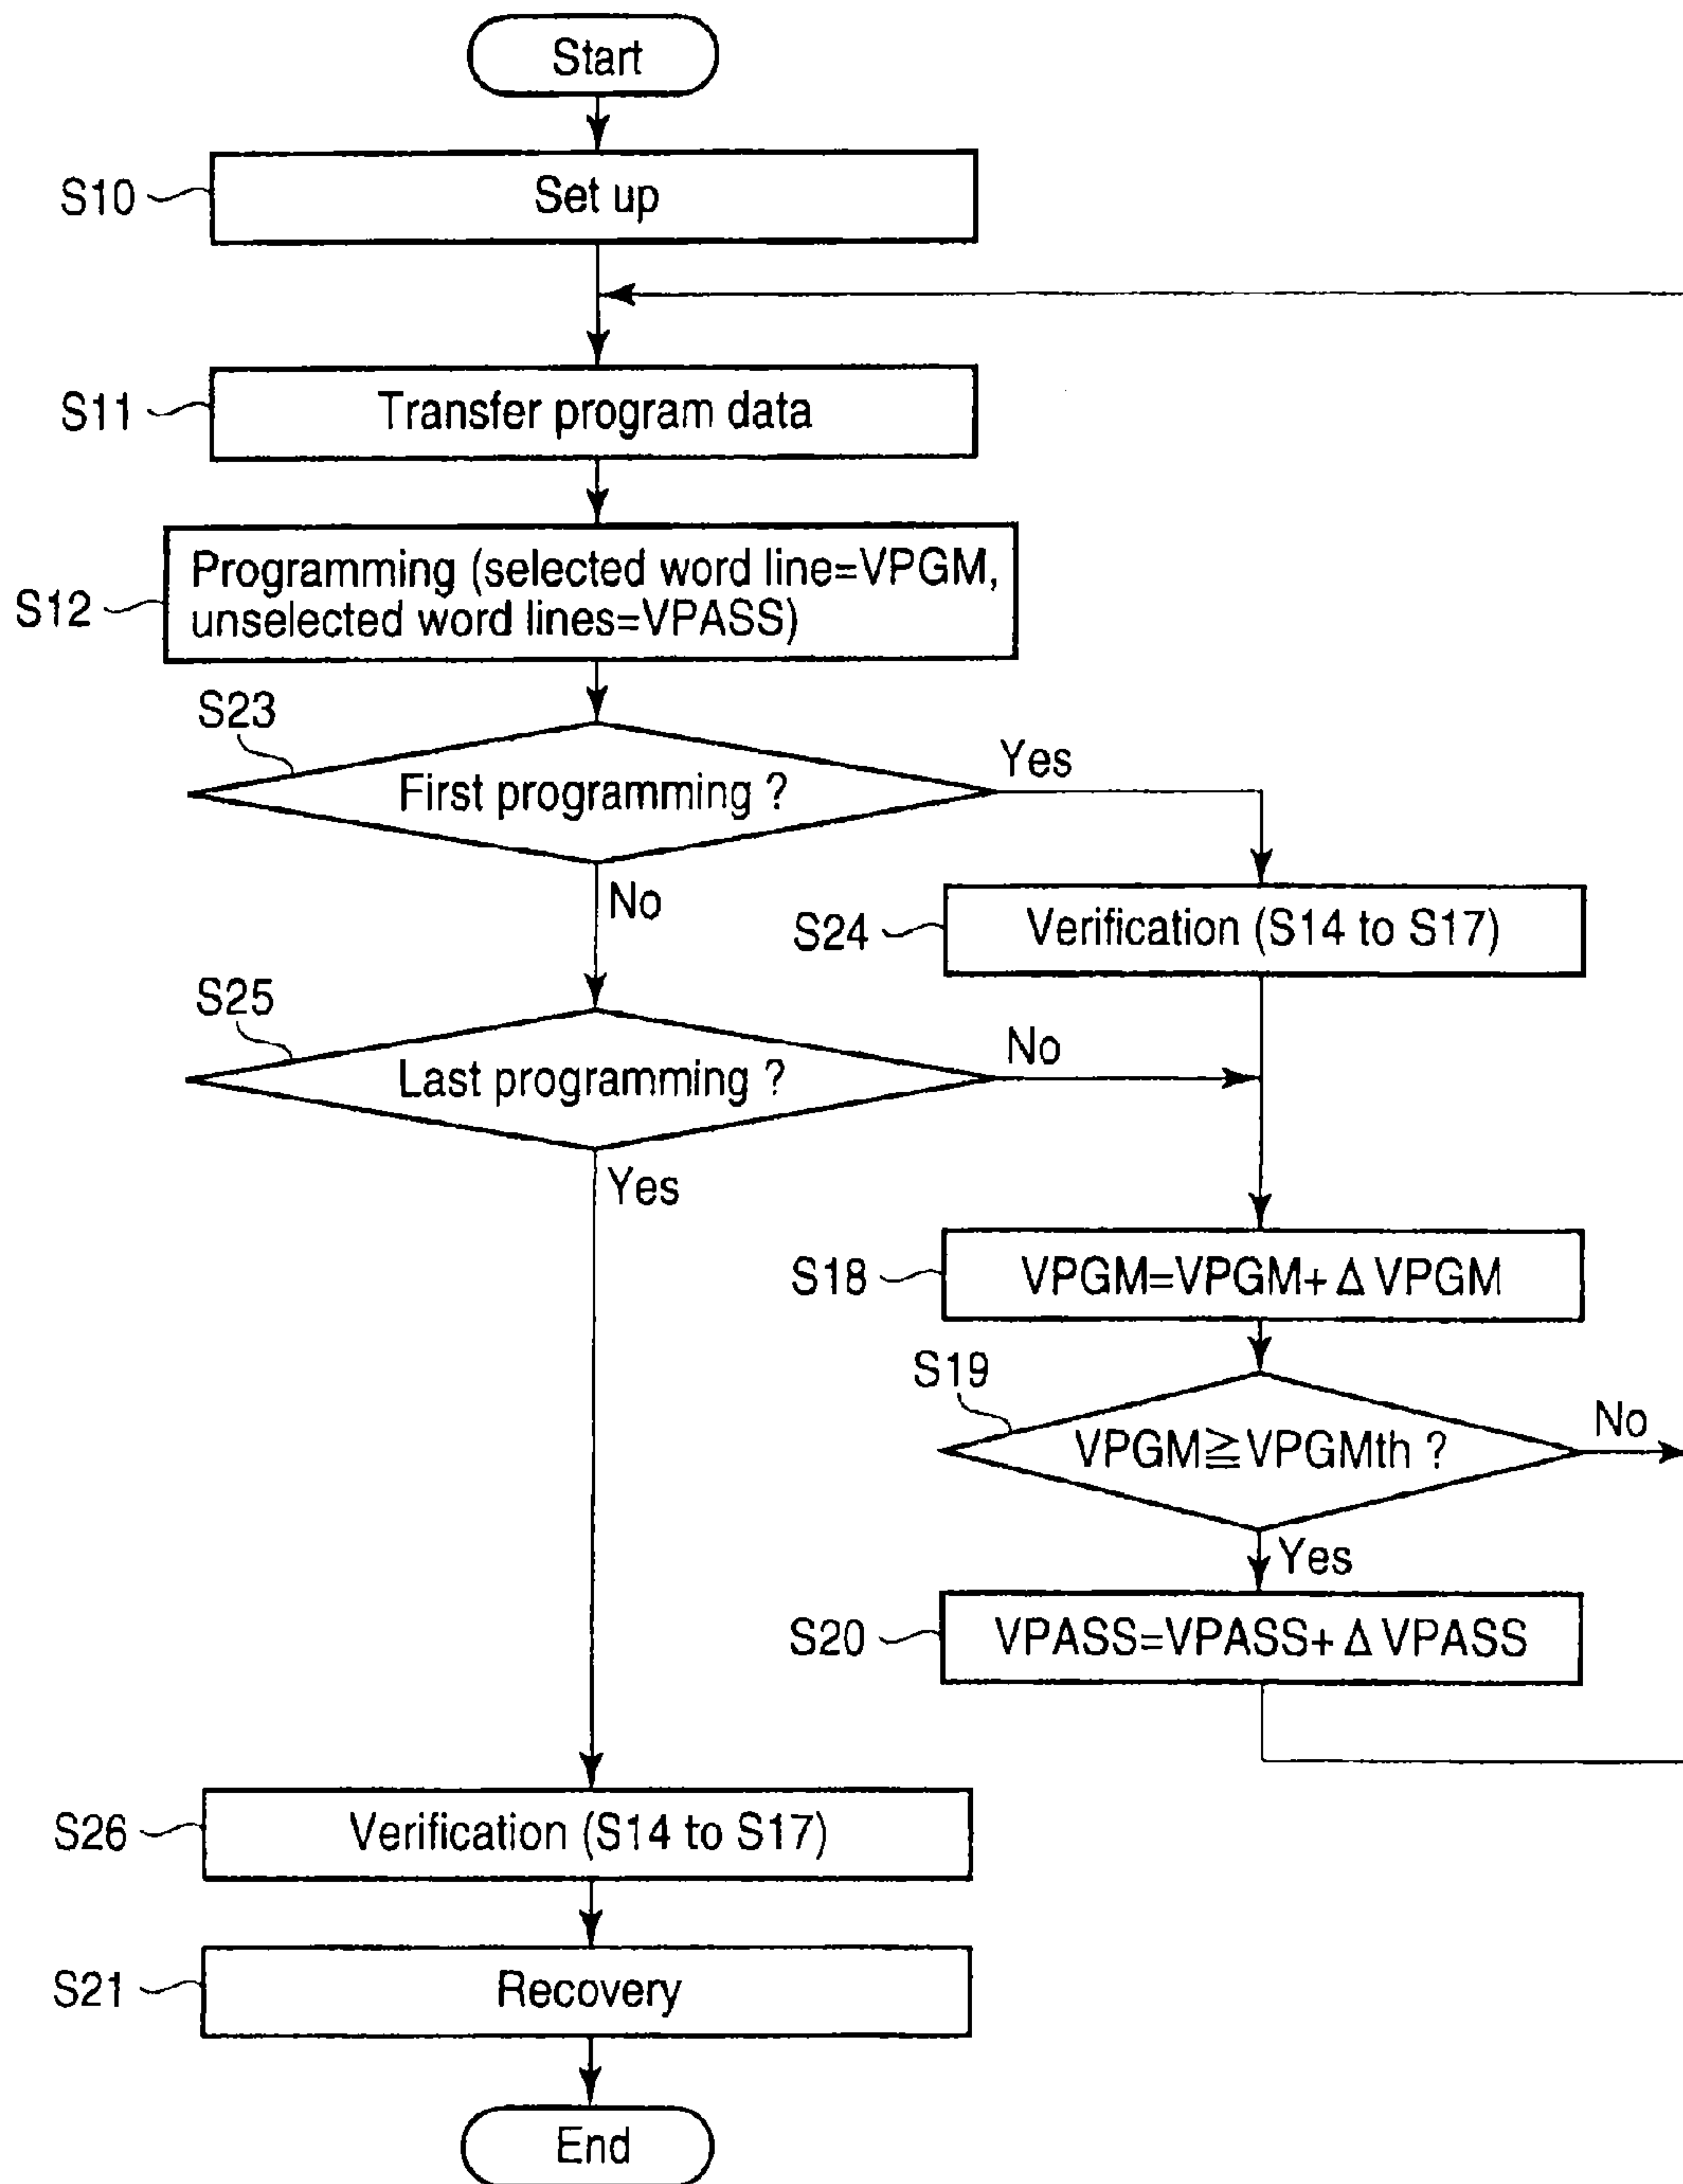 Start
S10
Set up
S11
Transfer program data
S12
Programming (selected word line=VPGM,
unselected word lines=VPASS)
S23
First programming ?
Yes
No
S24
Verification (S14 to S17)
S25
Last programming ?
No
Yes
S18
VPGM=VPGM+ Δ VPGM
S19
VPGM≧VPGMth ?
No
Yes
S20
VPASS=VPASS+ Δ VPASS
S26
Verification (S14 to S17)
S21
Recovery
End